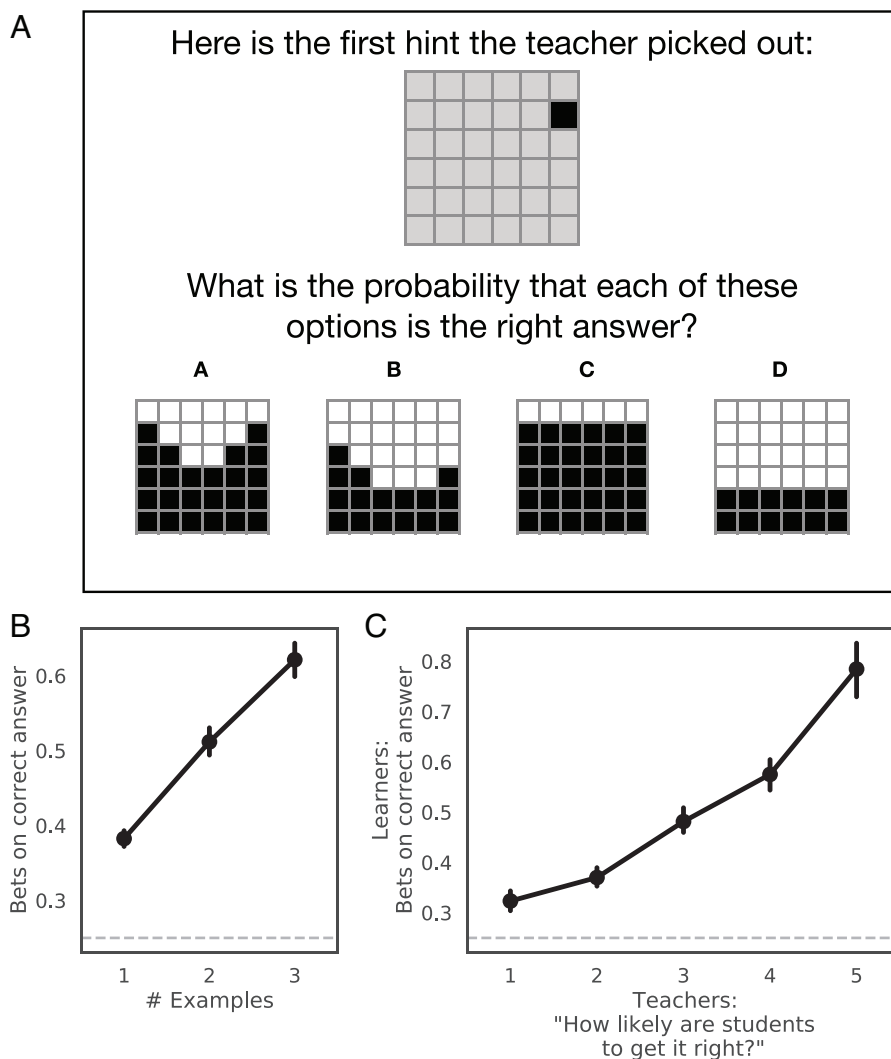 A
Here is the first hint the teacher picked out:
What is the probability that each of these
options is the right answer?
A B C D
B
Bets on correct answer
0.6
0.5
0.4
0.3
1 2 3
# Examples
C
Learners:
Bets on correct answer
0.8
0.7
0.6
0.5
0.4
0.3
1 2 3 4 5
Teachers:
"How likely are students
to get it right?"